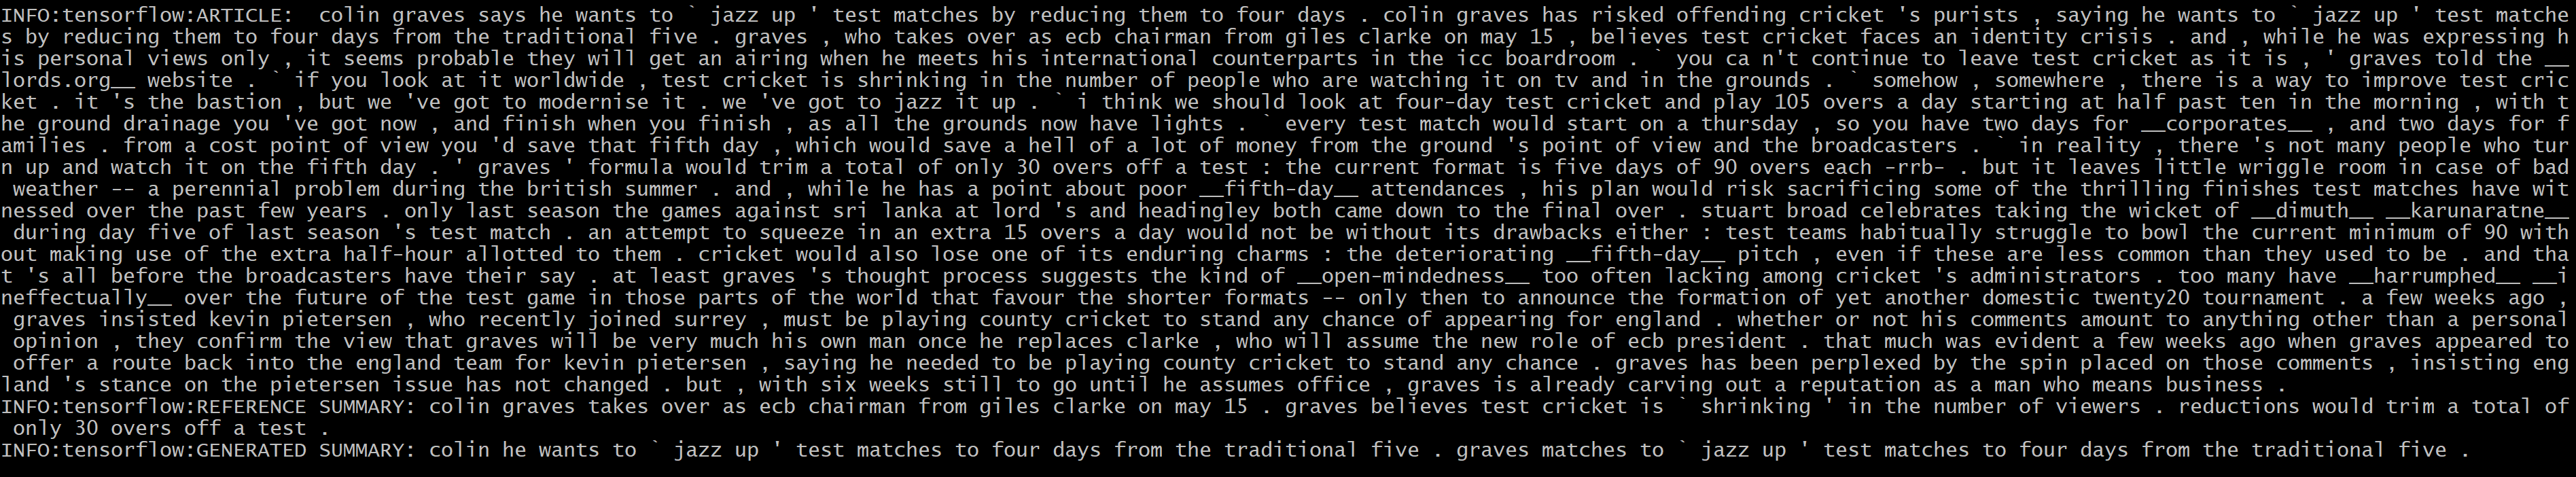 INFO:tensorflow:ARTICLE:  colin graves says he wants to ` jazz up ' test matches by reducing them to four days . colin graves has risked offending cricket 's purists , saying he wants to ` jazz up ' test matche
s by reducing them to four days from the traditional five . graves , who takes over as ecb chairman from giles clarke on may 15 , believes test cricket faces an identity crisis . and , while he was expressing h
is personal views only , it seems probable they will get an airing when he meets his international counterparts in the icc boardroom . ` you ca n't continue to leave test cricket as it is , ' graves told the __
lords.org__ website . ` if you look at it worldwide , test cricket is shrinking in the number of people who are watching it on tv and in the grounds . ` somehow , somewhere , there is a way to improve test cric
ket . it 's the bastion , but we 've got to modernise it . we 've got to jazz it up . ` i think we should look at four-day test cricket and play 105 overs a day starting at half past ten in the morning , with t
he ground drainage you 've got now , and finish when you finish , as all the grounds now have lights . ` every test match would start on a thursday , so you have two days for __corporates__ , and two days for f
amilies . from a cost point of view you 'd save that fifth day , which would save a hell of a lot of money from the ground 's point of view and the broadcasters . ` in reality , there 's not many people who tur
n up and watch it on the fifth day . ' graves ' formula would trim a total of only 30 overs off a test : the current format is five days of 90 overs each -rrb- . but it leaves little wriggle room in case of bad
 weather -- a perennial problem during the british summer . and , while he has a point about poor __fifth-day__ attendances , his plan would risk sacrificing some of the thrilling finishes test matches have wit
nessed over the past few years . only last season the games against sri lanka at lord 's and headingley both came down to the final over . stuart broad celebrates taking the wicket of __dimuth__ __karunaratne__
 during day five of last season 's test match . an attempt to squeeze in an extra 15 overs a day would not be without its drawbacks either : test teams habitually struggle to bowl the current minimum of 90 with
out making use of the extra half-hour allotted to them . cricket would also lose one of its enduring charms : the deteriorating __fifth-day__ pitch , even if these are less common than they used to be . and tha
t 's all before the broadcasters have their say . at least graves 's thought process suggests the kind of __open-mindedness__ too often lacking among cricket 's administrators . too many have __harrumphed__ __i
neffectually__ over the future of the test game in those parts of the world that favour the shorter formats -- only then to announce the formation of yet another domestic twenty20 tournament . a few weeks ago ,
 graves insisted kevin pietersen , who recently joined surrey , must be playing county cricket to stand any chance of appearing for england . whether or not his comments amount to anything other than a personal
 opinion , they confirm the view that graves will be very much his own man once he replaces clarke , who will assume the new role of ecb president . that much was evident a few weeks ago when graves appeared to
 offer a route back into the england team for kevin pietersen , saying he needed to be playing county cricket to stand any chance . graves has been perplexed by the spin placed on those comments , insisting eng
land 's stance on the pietersen issue has not changed . but , with six weeks still to go until he assumes office , graves is already carving out a reputation as a man who means business .
INFO:tensorflow:REFERENCE SUMMARY: colin graves takes over as ecb chairman from giles clarke on may 15 . graves believes test cricket is ` shrinking ' in the number of viewers . reductions would trim a total of
 only 30 overs off a test .
INFO:tensorflow:GENERATED SUMMARY: colin he wants to ` jazz up ' test matches to four days from the traditional five . graves matches to ` jazz up ' test matches to four days from the traditional five .